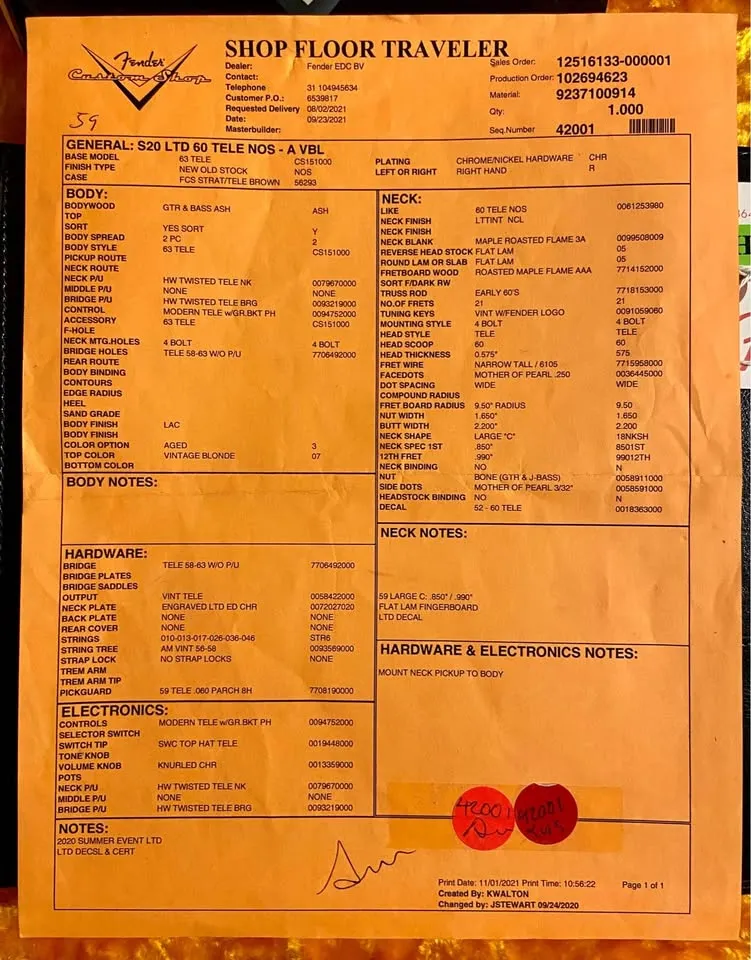 Fender
Custom Shop
SHOP FLOOR TRAVELER
Dealer: Fender EDC BV
Contact:
Telephone 31 104945634
Customer P.O.: 6539817
Requested Delivery 08/02/2021
Date: 09/23/2021
Masterbuilder:
Sales Order: 12516133-000001
Production Order: 102694623
Material: 9237100914
Qty: 1.000
Seq.Number 42001
59
GENERAL: S20 LTD 60 TELE NOS - A VBL
BASE MODEL 63 TELE CS151000
FINISH TYPE NEW OLD STOCK NOS
CASE FCS STRAT/TELE BROWN 56293
PLATING CHROME/NICKEL HARDWARE CHR
LEFT OR RIGHT RIGHT HAND R
BODY:
BODYWOOD GTR & BASS ASH ASH
TOP
SORT YES SORT Y
BODY SPREAD 2 PC 2
BODY STYLE 63 TELE CS151000
PICKUP ROUTE
NECK ROUTE
NECK P/U HW TWISTED TELE NK 0079670000
MIDDLE P/U NONE NONE
BRIDGE P/U HW TWISTED TELE BRG 0093219000
CONTROL MODERN TELE w/GR.BKT PH 0094752000
ACCESSORY 63 TELE CS151000
F-HOLE
NECK MTG.HOLES 4 BOLT 4 BOLT
BRIDGE HOLES TELE 58-63 W/O P/U 7706492000
REAR ROUTE
BODY BINDING
CONTOURS
EDGE RADIUS
HEEL
SAND GRADE
BODY FINISH LAC
BODY FINISH
COLOR OPTION AGED 3
TOP COLOR VINTAGE BLONDE 07
BOTTOM COLOR
BODY NOTES:
HARDWARE:
BRIDGE TELE 58-63 W/O P/U 7706492000
BRIDGE PLATES
BRIDGE SADDLES
OUTPUT VINT TELE 0058422000
NECK PLATE ENGRAVED LTD ED CHR 0072027020
BACK PLATE NONE NONE
REAR COVER NONE NONE
STRINGS 010-013-017-026-036-046 STR6
STRING TREE AM VINT 56-58 0093569000
STRAP LOCK NO STRAP LOCKS NONE
TREM ARM
TREM ARM TIP
PICKGUARD 59 TELE .060 PARCH 8H 7708190000
ELECTRONICS:
CONTROLS MODERN TELE w/GR.BKT PH 0094752000
SELECTOR SWITCH
SWITCH TIP SWC TOP HAT TELE 0019448000
TONE KNOB
VOLUME KNOB KNURLED CHR 0013359000
POTS
NECK P/U HW TWISTED TELE NK 0079670000
MIDDLE P/U NONE NONE
BRIDGE P/U HW TWISTED TELE BRG 0093219000
NECK:
LIKE 60 TELE NOS 0061253980
NECK FINISH LTTINT NCL
NECK FINISH
NECK BLANK MAPLE ROASTED FLAME 3A 0099508009
REVERSE HEAD STOCK FLAT LAM 05
ROUND LAM OR SLAB FLAT LAM 05
FRETBOARD WOOD ROASTED MAPLE FLAME AAA 7714152000
SORT F/DARK RW
TRUSS ROD EARLY 60'S 7718153000
NO.OF FRETS 21 21
TUNING KEYS VINT W/FENDER LOGO 0091059060
MOUNTING STYLE 4 BOLT 4 BOLT
HEAD STYLE TELE TELE
HEAD SCOOP 60 60
HEAD THICKNESS 0.575" 575
FRET WIRE NARROW TALL / 6105 7715958000
FACEDOTS MOTHER OF PEARL .250 0036445000
DOT SPACING WIDE WIDE
COMPOUND RADIUS
FRET BOARD RADIUS 9.50" RADIUS 9.50
NUT WIDTH 1.650" 1.650
BUTT WIDTH 2.200" 2.200
NECK SHAPE LARGE "C" 18NKSH
NECK SPEC 1ST .850" 8501ST
12TH FRET .990" 99012TH
NECK BINDING NO N
NUT BONE (GTR & J-BASS) 0058911000
SIDE DOTS MOTHER OF PEARL 3/32" 0058591000
HEADSTOCK BINDING NO N
DECAL 52 - 60 TELE 0018363000
NECK NOTES:
59 LARGE C: .850" / .990"
FLAT LAM FINGERBOARD
LTD DECAL
HARDWARE & ELECTRONICS NOTES:
MOUNT NECK PICKUP TO BODY
42001
42001
NOTES:
2020 SUMMER EVENT LTD
LTD DECSL & CERT
Print Date: 11/01/2021 Print Time: 10:56:22 Page 1 of 1
Created By: KWALTON
Changed by: JSTEWART 09/24/2020